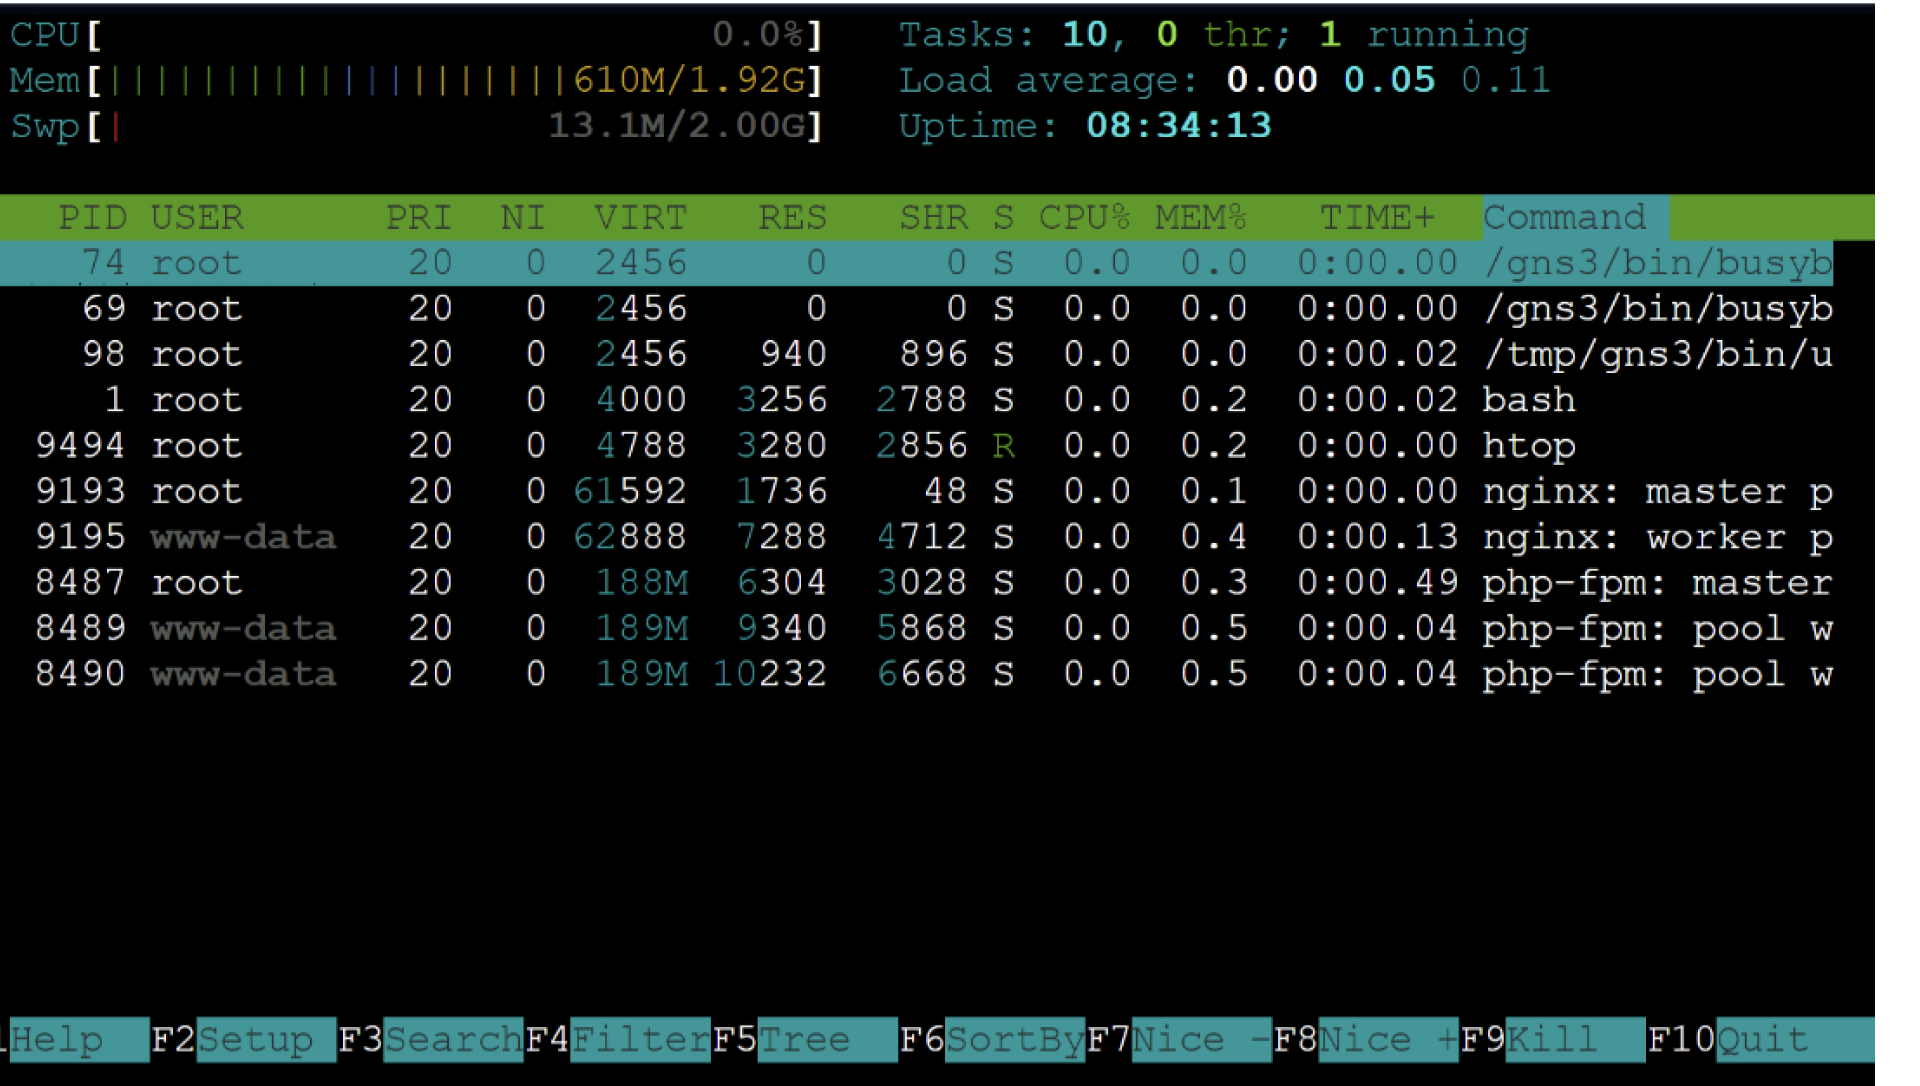 CPU[ 0.0%] Tasks: 10, 0 thr; 1 running
Mem[||||||||||||||||||||610M/1.92G] Load average: 0.00 0.05 0.11
Swp[| 13.1M/2.00G] Uptime: 08:34:13
PID USER PRI NI VIRT RES SHR S CPU% MEM% TIME+ Command
74 root 20 0 2456 0 0 S 0.0 0.0 0:00.00 /gns3/bin/busyb
69 root 20 0 2456 0 0 S 0.0 0.0 0:00.00 /gns3/bin/busyb
98 root 20 0 2456 940 896 S 0.0 0.0 0:00.02 /tmp/gns3/bin/u
1 root 20 0 4000 3256 2788 S 0.0 0.2 0:00.02 bash
9494 root 20 0 4788 3280 2856 R 0.0 0.2 0:00.00 htop
9193 root 20 0 61592 1736 48 S 0.0 0.1 0:00.00 nginx: master p
9195 www-data 20 0 62888 7288 4712 S 0.0 0.4 0:00.13 nginx: worker p
8487 root 20 0 188M 6304 3028 S 0.0 0.3 0:00.49 php-fpm: master
8489 www-data 20 0 189M 9340 5868 S 0.0 0.5 0:00.04 php-fpm: pool w
8490 www-data 20 0 189M 10232 6668 S 0.0 0.5 0:00.04 php-fpm: pool w
1Help F2Setup F3SearchF4FilterF5Tree F6SortByF7Nice -F8Nice +F9Kill F10Quit